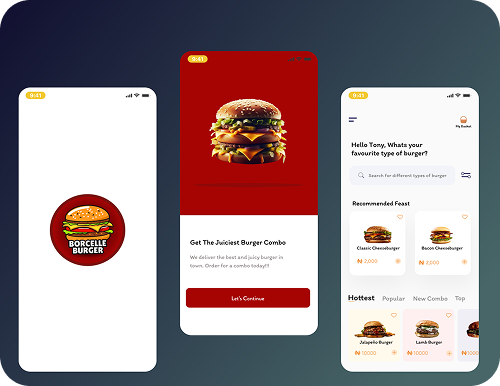 9:41
BORCELLE
BURGER
9:41
Get The Juiciest Burger Combo
We deliver the best and juicy burger in
town. Order for a combo today!!!
Let's Continue
9:41
My Basket
Hello Tony, Whats your
favourite type of burger?
Search for different types of burger
Recommended Feast
Classic Cheeseburger
₦ 2,000
Bacon Cheeseburger
₦ 2,000
Hottest Popular New Combo Top
Jalapeño Burger
₦ 10000
Lamb Burger
₦ 10000
₦ 1000